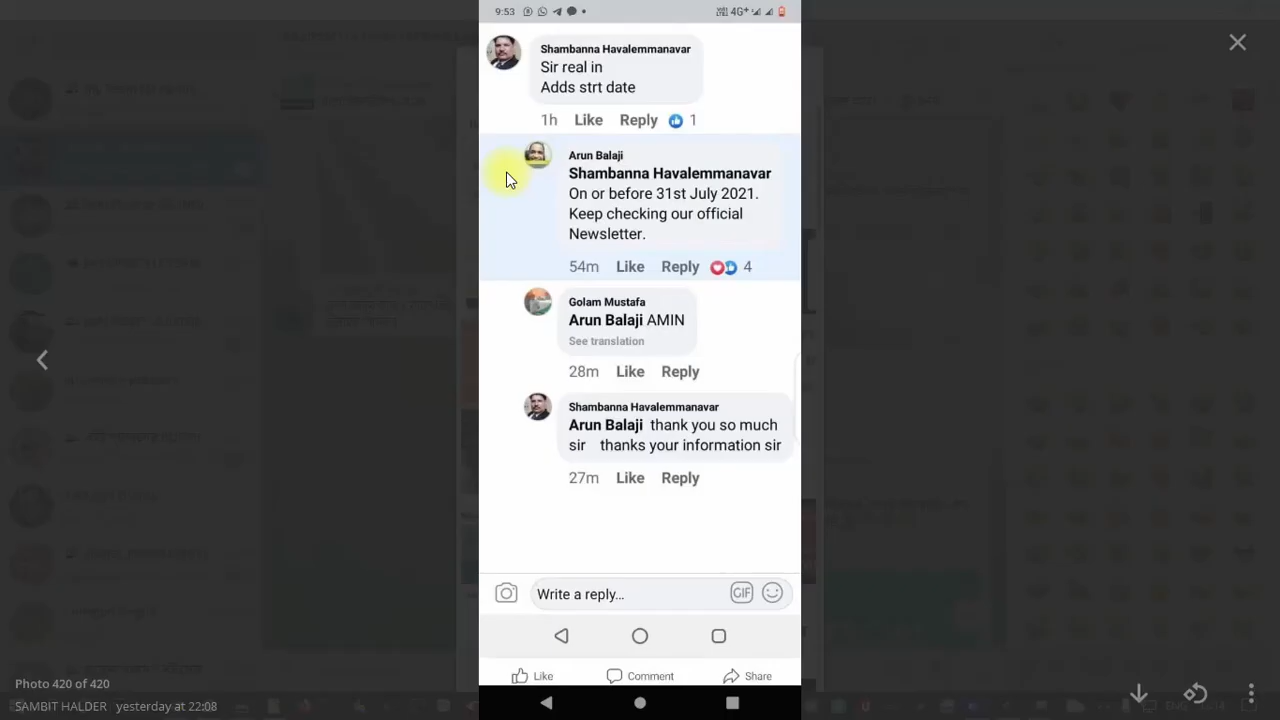 9:53
4G+
Shambanna Havalemmanavar
Sir real in
Adds strt date
1h Like Reply 1
Arun Balaji
Shambanna Havalemmanavar
On or before 31st July 2021.
Keep checking our official
Newsletter.
54m Like Reply 4
Golam Mustafa
Arun Balaji AMIN
See translation
28m Like Reply
Shambanna Havalemmanavar
Arun Balaji thank you so much
sir thanks your information sir
27m Like Reply
Write a reply...
GIF
Like Comment Share
Photo 420 of 420
SAMBIT HALDER yesterday at 22:08